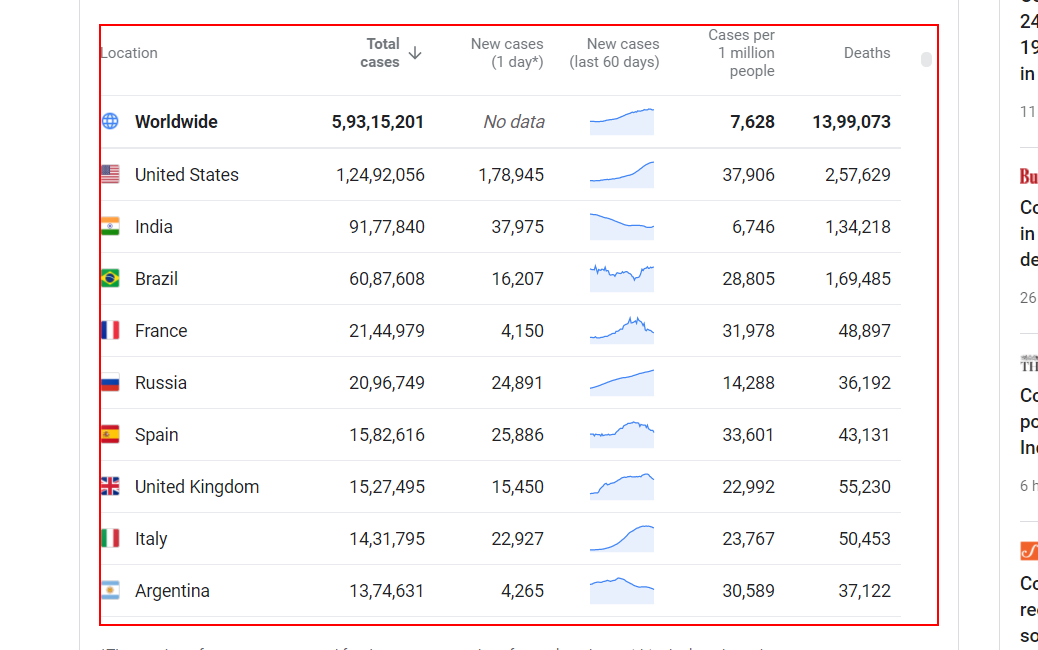 Location
Total cases ↓
New cases (1 day*)
New cases (last 60 days)
Cases per 1 million people
Deaths
Worldwide 5,93,15,201 No data 7,628 13,99,073
United States 1,24,92,056 1,78,945 37,906 2,57,629
India 91,77,840 37,975 6,746 1,34,218
Brazil 60,87,608 16,207 28,805 1,69,485
France 21,44,979 4,150 31,978 48,897
Russia 20,96,749 24,891 14,288 36,192
Spain 15,82,616 25,886 33,601 43,131
United Kingdom 15,27,495 15,450 22,992 55,230
Italy 14,31,795 22,927 23,767 50,453
Argentina 13,74,631 4,265 30,589 37,122
24
19
in
11
Bu
Co
in
de
26
TH
Co
po
In
6 h
Co
re
so